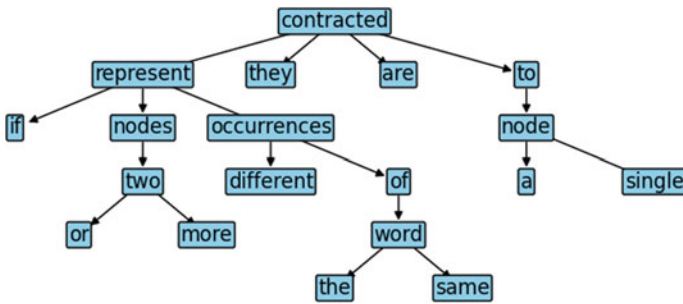 contracted
represent they are to
if nodes occurrences node
two different of a single
or more word
the same